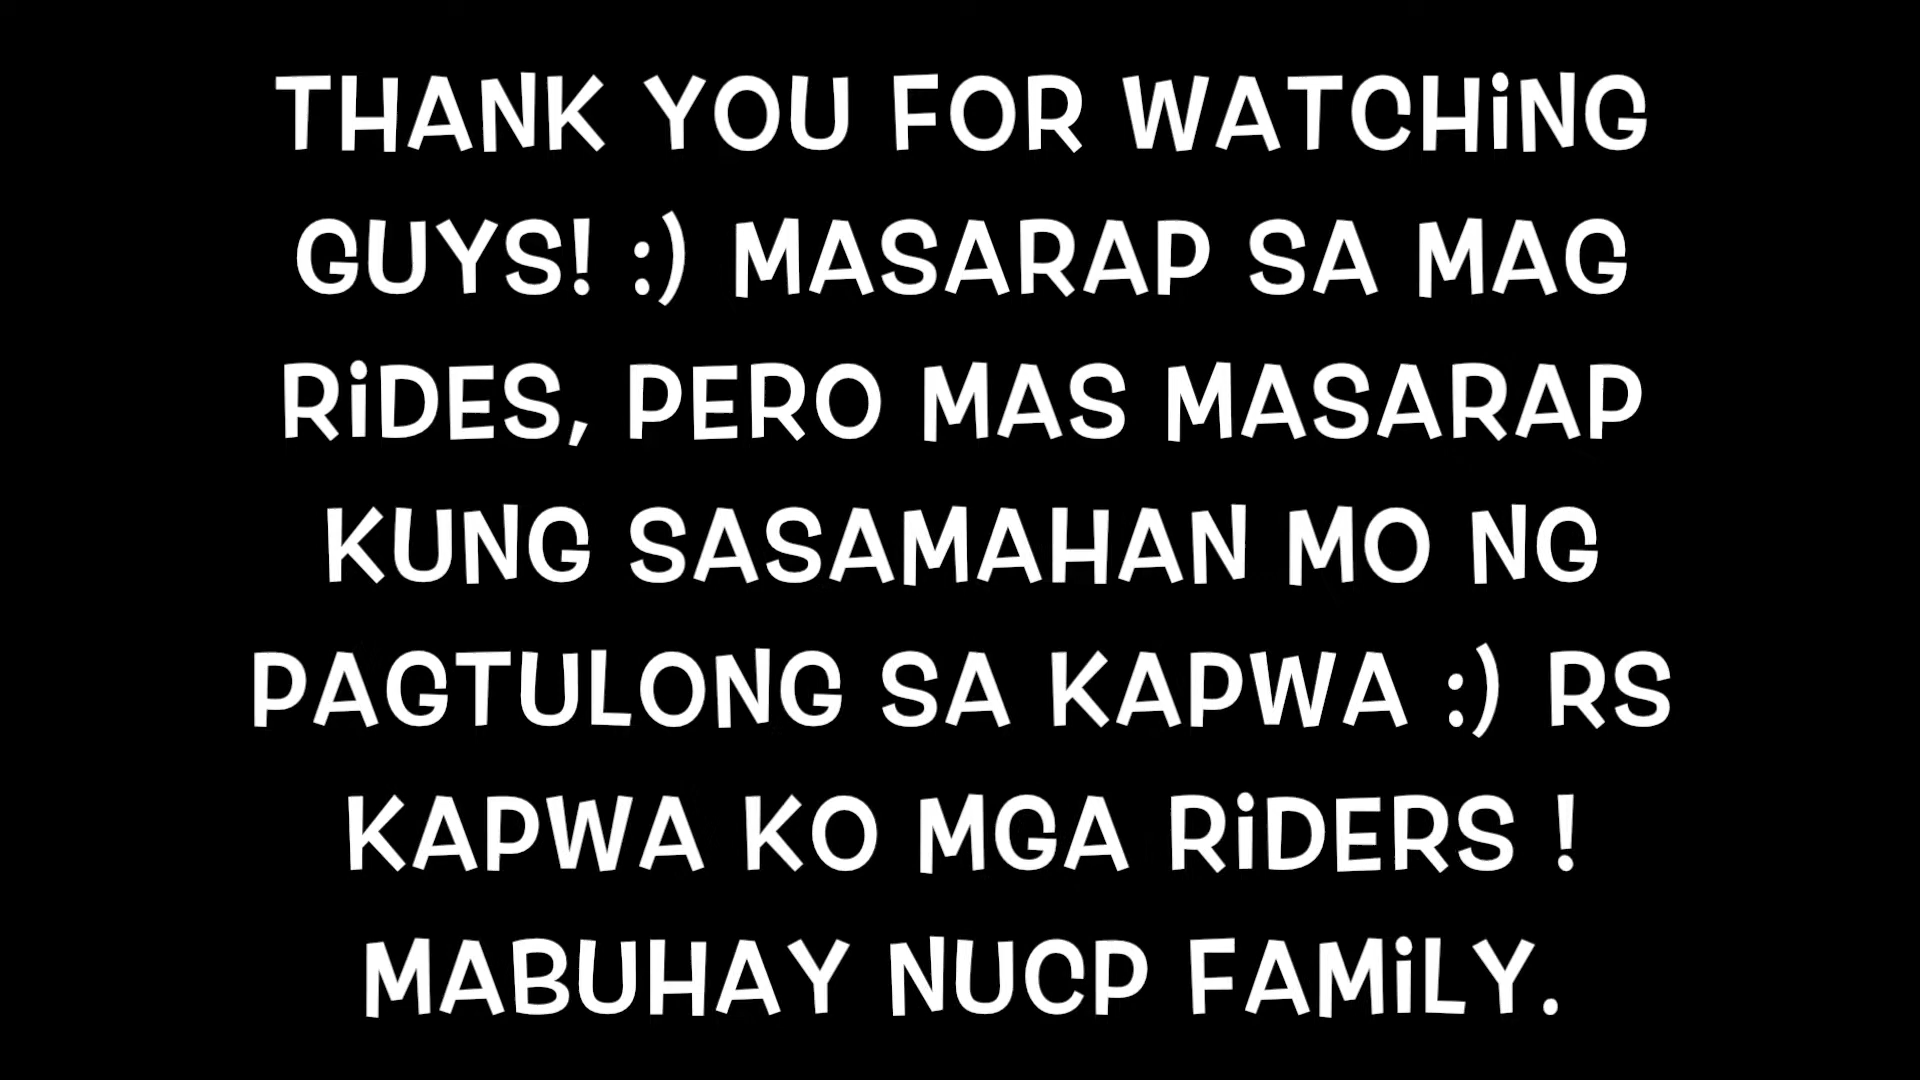 THANK YOU FOR WATCHiNG
GUYS! :) MASARAP SA MAG
RiDES, PERO MAS MASARAP
KUNG SASAMAHAN MO NG
PAGTULONG SA KAPWA :) RS
KAPWA KO MGA RiDERS !
MABUHAY NUCP FAMiLY.